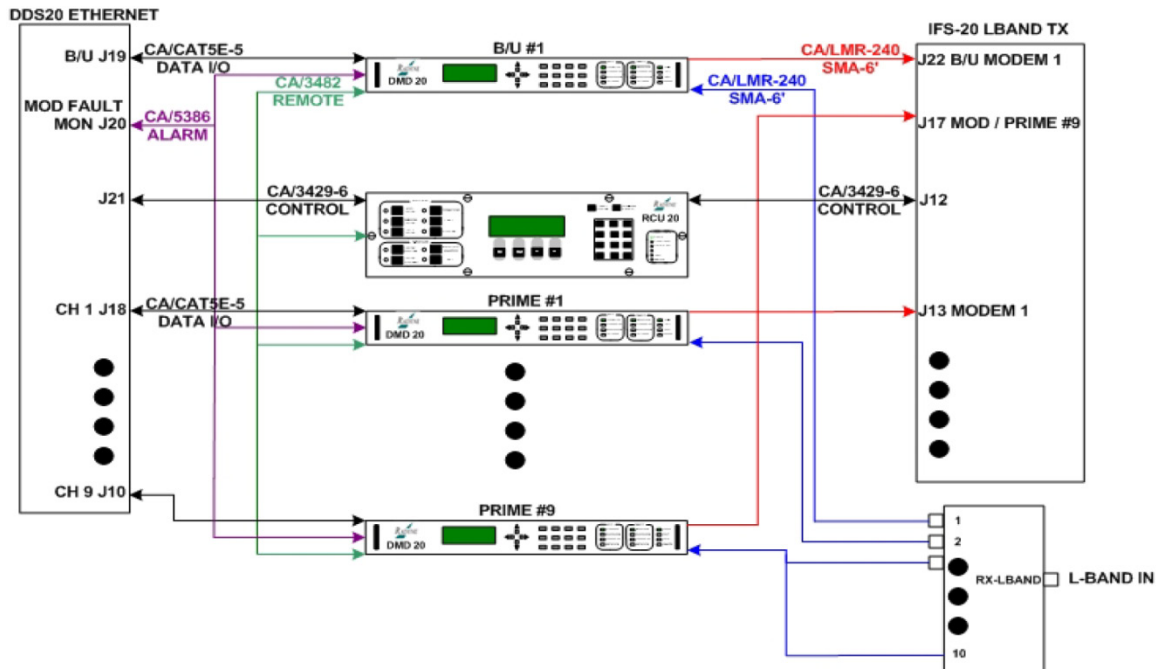 DDS20 ETHERNET
IFS-20 LBAND TX
B/U J19
CA/CAT5E-5
DATA I/O
B/U #1
DMD 20
CA/LMR-240
SMA-6'
J22 B/U MODEM 1
CA/3482
REMOTE
CA/LMR-240
SMA-6'
MOD FAULT
MON J20
CA/5386
ALARM
J17 MOD / PRIME #9
J21
CA/3429-6
CONTROL
RCU 20
CA/3429-6
CONTROL
J12
CH 1 J18
CA/CAT5E-5
DATA I/O
PRIME #1
DMD 20
J13 MODEM 1
CH 9 J10
PRIME #9
DMD 20
1
2
RX-LBAND
L-BAND IN
10